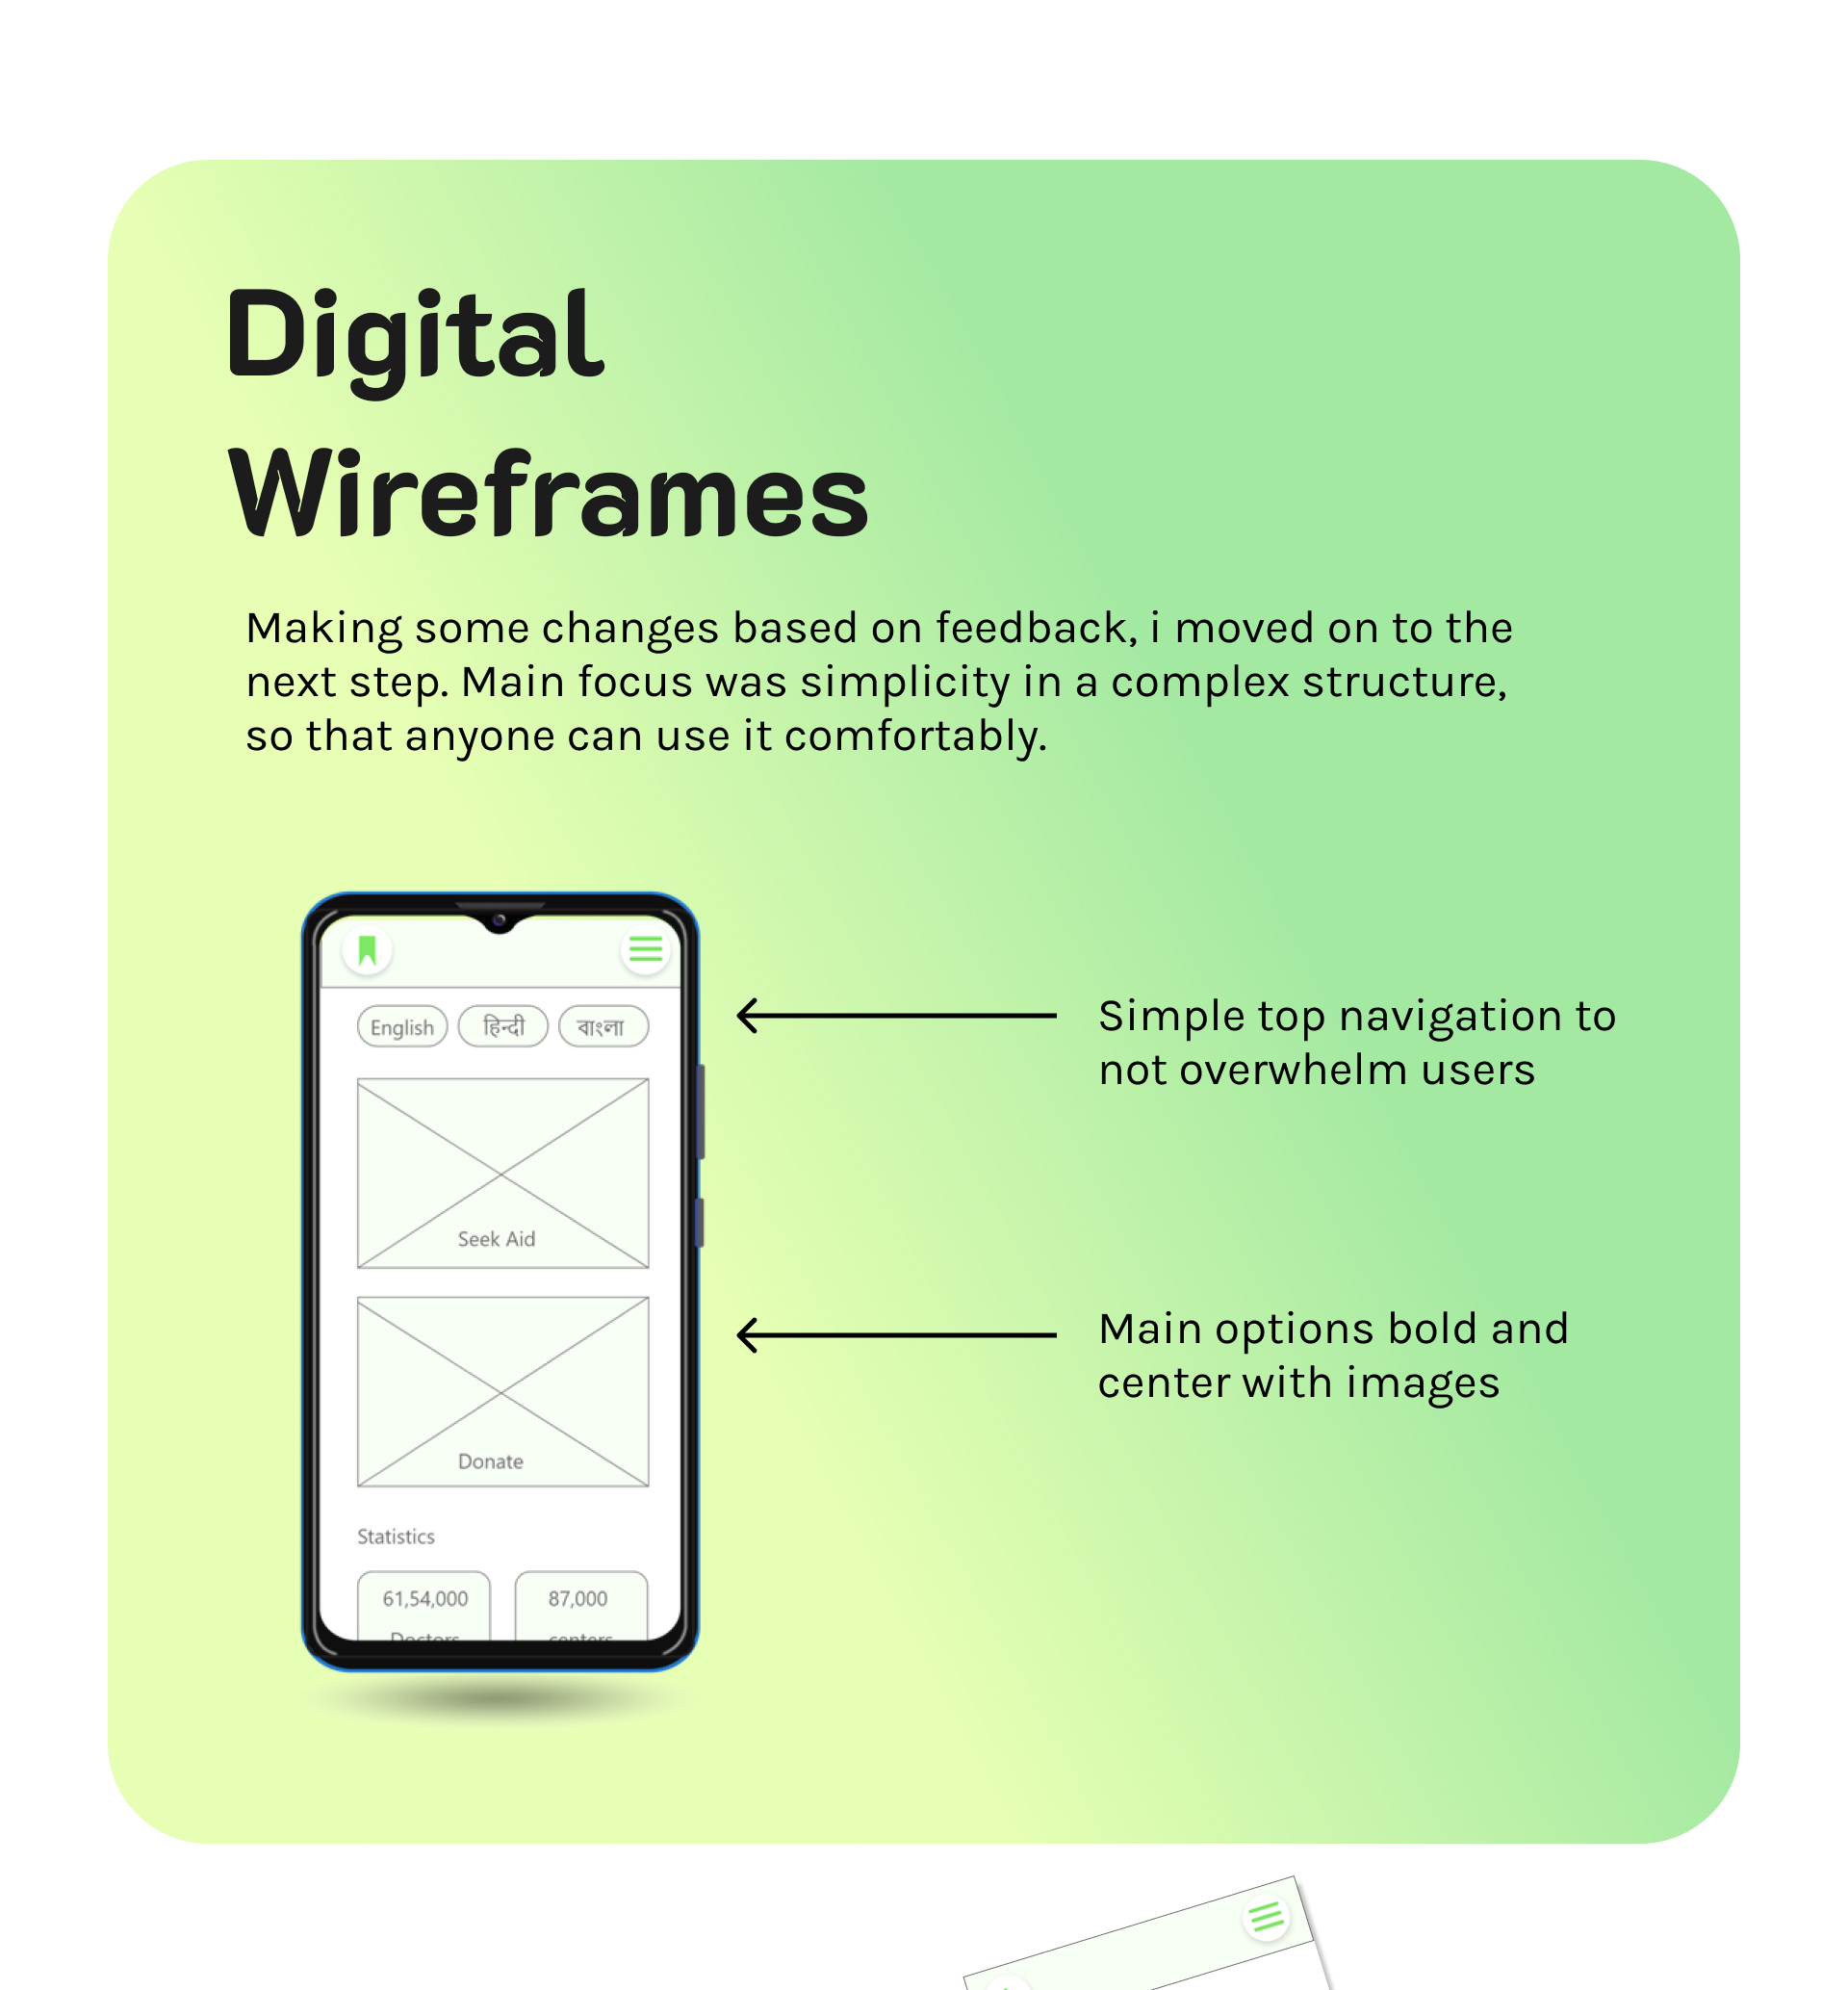 Digital
Wireframes
Making some changes based on feedback, i moved on to the
next step. Main focus was simplicity in a complex structure,
so that anyone can use it comfortably.
English हिन्दी बाংলা
Simple top navigation to
not overwhelm users
Seek Aid
Main options bold and
center with images
Donate
Statistics
61,54,000 87,000
Doctors centers